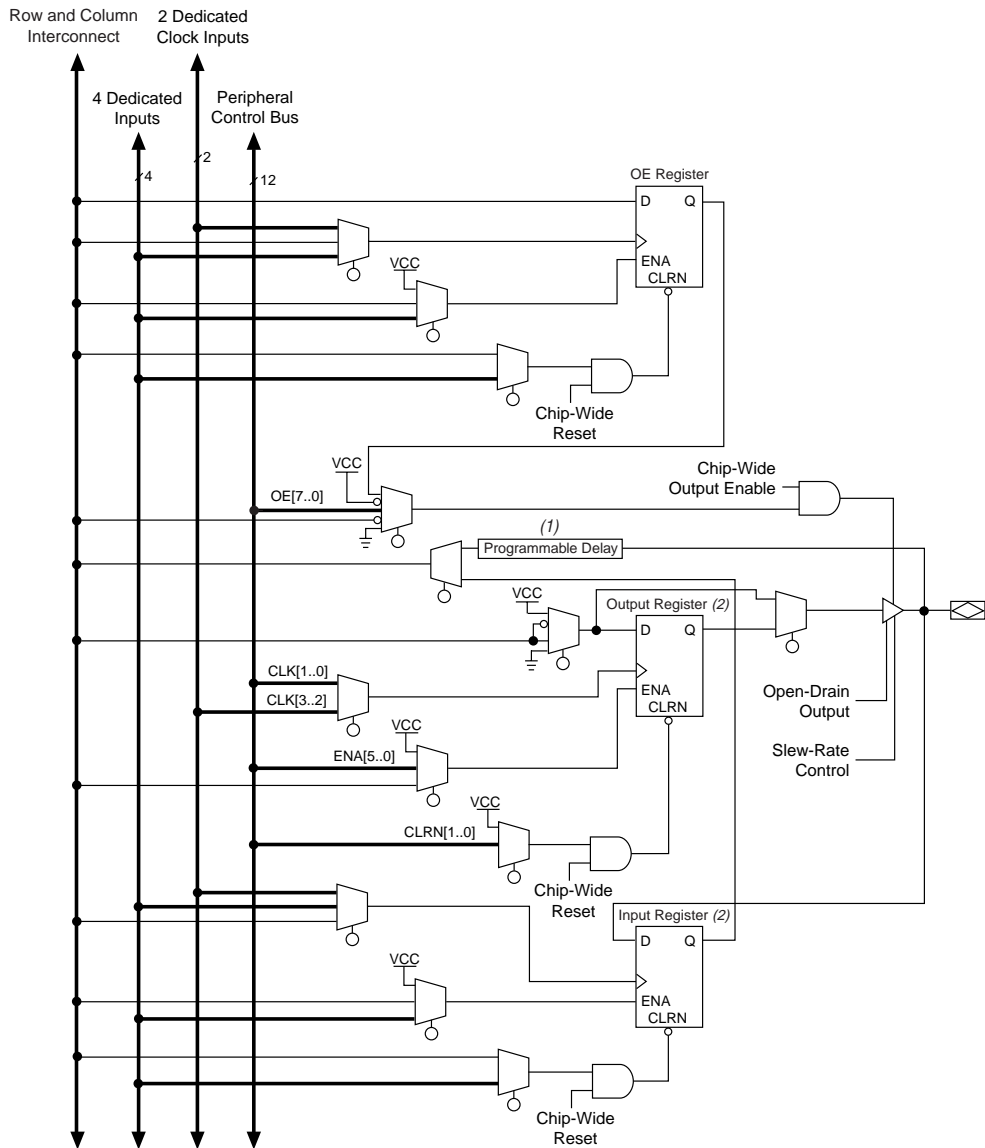 Row and Column
Interconnect
2 Dedicated
Clock Inputs
4 Dedicated
Inputs
Peripheral
Control Bus
2
4
12
OE Register
D Q
ENA
CLRN
VCC
Chip-Wide
Reset
VCC
OE[7..0]
Chip-Wide
Output Enable
(1)
Programmable Delay
VCC
Output Register (2)
D Q
ENA
CLRN
CLK[1..0]
CLK[3..2]
Open-Drain
Output
VCC
ENA[5..0]
Slew-Rate
Control
VCC
CLRN[1..0]
Chip-Wide
Reset
Input Register (2)
D Q
ENA
CLRN
VCC
Chip-Wide
Reset